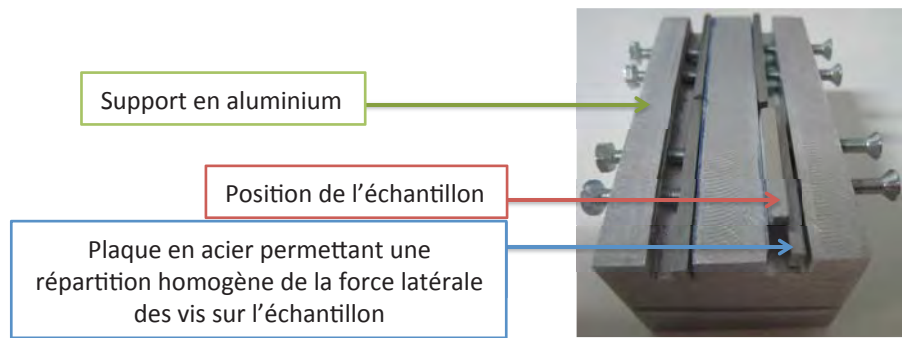 Support en aluminium
Position de l'échantillon
Plaque en acier permettant une
répartition homogène de la force latérale
des vis sur l'échantillon